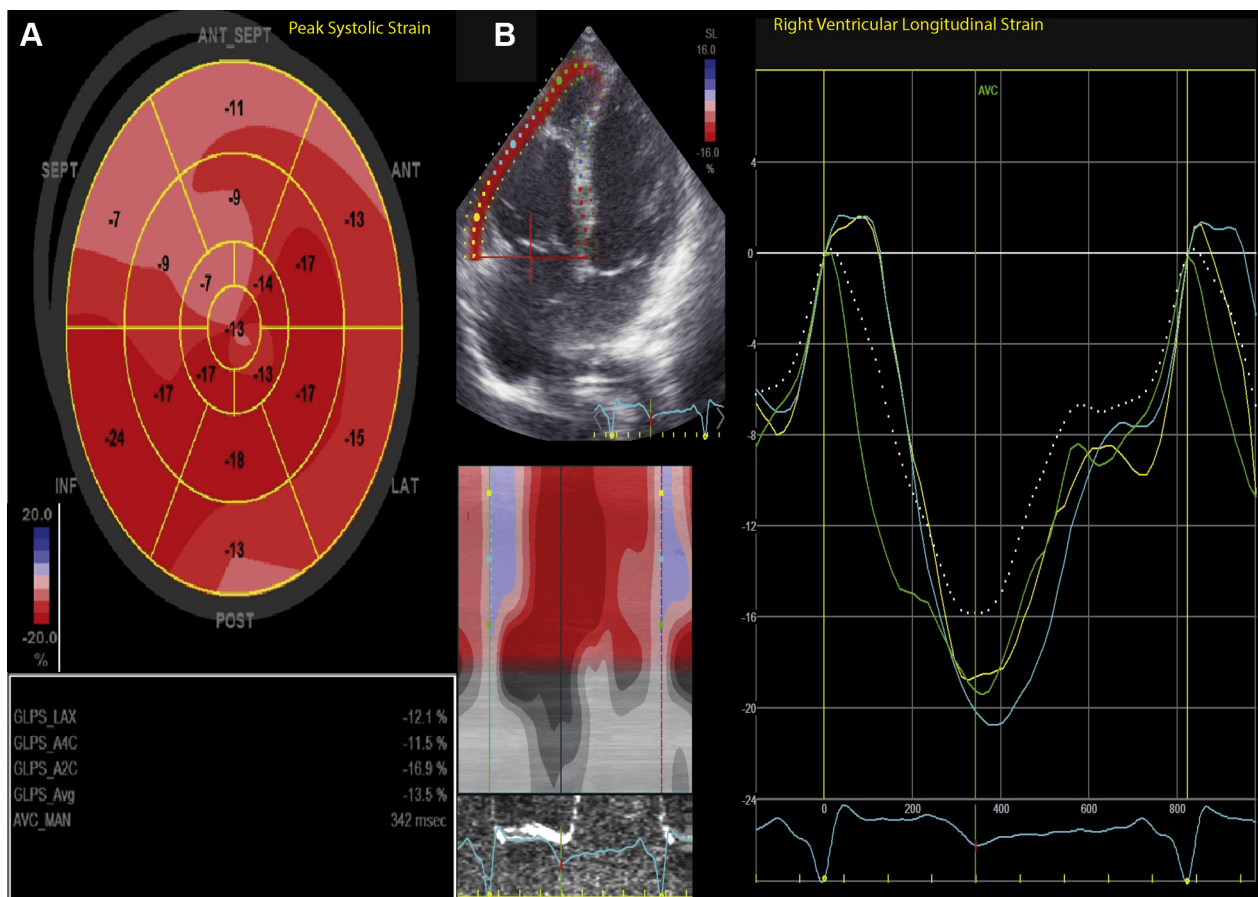 A
Peak Systolic Strain
ANT_SEPT
SEPT
ANT
-11
-7
-9
-13
-9
-17
-7
-14
-13
-17
-17
-13
-17
-24
-15
-18
INF
LAT
-13
POST
20.0
-20.0
%
GLPS_LAX -12.1 %
GLPS_A4C -11.5 %
GLPS_A2C -16.9 %
GLPS_Avg -13.5 %
AVC_MAN 342 msec
B
SL
16.0
-16.0
%
Right Ventricular Longitudinal Strain
AVC
4
0
-4
-8
-12
-16
-20
-24
0 200 400 600 800